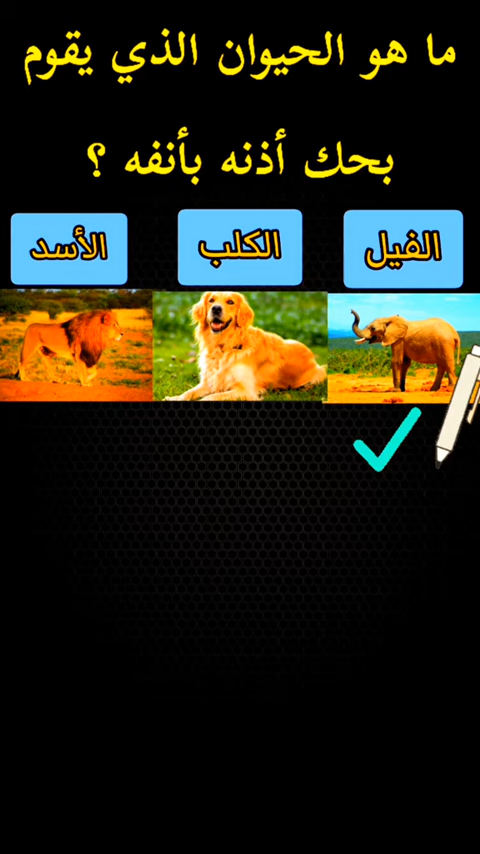 ما هو الحيوان الذي يقوم
بحك أذنه بأنفه ؟
الفيل
الكلب
الأسد